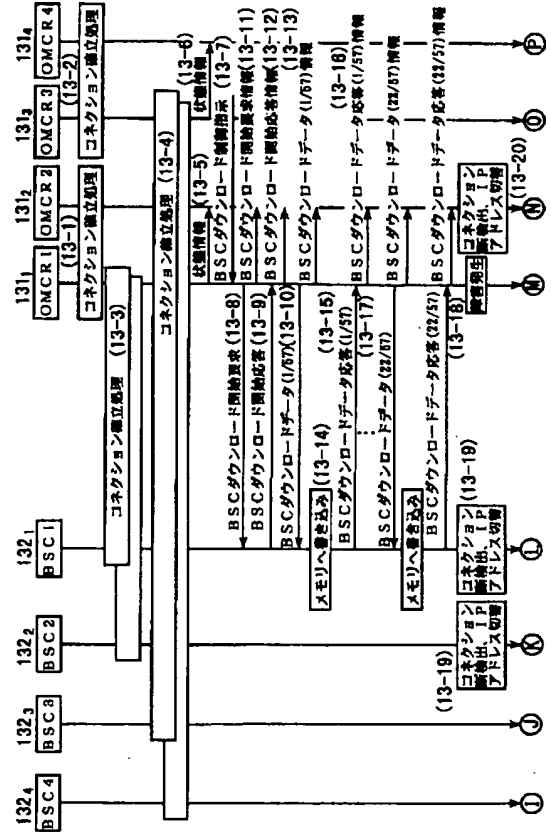 132₄
BSC4
132₃
BSC3
132₂
BSC2
132₁
BSC1
131₁
OMCR1
131₂
OMCR2
131₃
OMCR3
131₄
OMCR4
(13-1)
コネクション確立処理
(13-2)
コネクション確立処理
コネクション確立処理 (13-3)
コネクション確立処理 (13-4)
(13-5)
状態情報
(13-6)
状態情報
BSCダウンロード制御指示 (13-7)
BSCダウンロード開始要求 (13-8)
BSCダウンロード開始要求情報 (13-11)
BSCダウンロード開始応答 (13-9)
BSCダウンロード開始応答情報 (13-12)
BSCダウンロードデータ(1/57) (13-10)
BSCダウンロードデータ(1/57)情報 (13-13)
メモリへ書き込み (13-14)
(13-15)
BSCダウンロードデータ応答(1/57)
BSCダウンロードデータ応答(1/57)情報
(13-16)
(13-17)
BSCダウンロードデータ(22/57)
BSCダウンロードデータ(22/57)情報
メモリへ書き込み
BSCダウンロードデータ応答(22/57)
(13-18)
BSCダウンロードデータ応答(22/57)情報
障害発生
コネクション
断検出、IP
アドレス切替
(13-19)
コネクション
断検出、IP
アドレス切替
(13-19)
コネクション
断検出、IP
アドレス切替
(13-20)
I
J
K
L
M
N
O
P